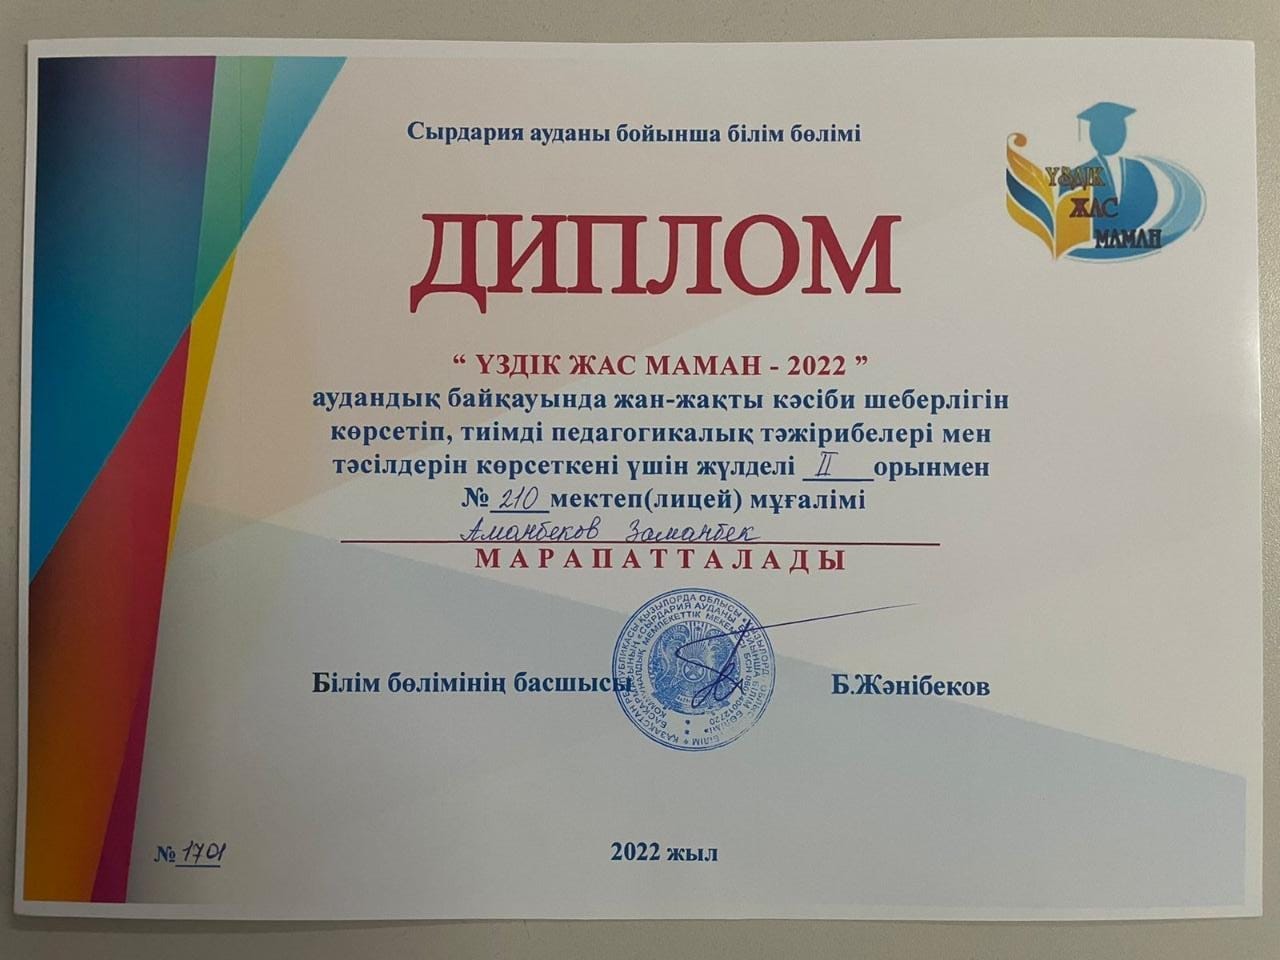 Сырдария ауданы бойынша білім бөлімі
ҮЗДІК
ЖАС
МАМАН
ДИПЛОМ
“ ҮЗДІК ЖАС МАМАН - 2022 ”
аудандық байқауында жан-жақты кәсіби шеберлігін
көрсетіп, тиімді педагогикалық тәжірибелері мен
тәсілдерін көрсеткені үшін жүлделі II орынмен
№ 210 мектеп(лицей) мұғалімі
Аманбеков Заманбек
МАРАПАТТАЛАДЫ
Білім бөлімінің басшысы
Б.Жәнібеков
№ 1701
2022 жыл